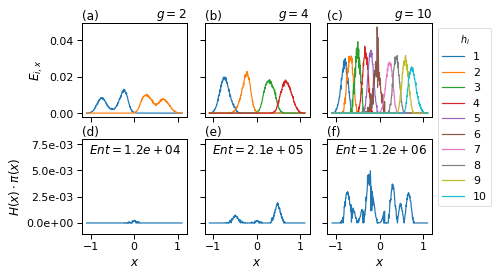 (a) g = 2
(b) g = 4
(c) g = 10
E_{i,x}
0.04
0.02
0.00
h_i
1
2
3
4
5
6
7
8
9
10
(d)
(e)
(f)
H(x) · π(x)
7.5e-03
5.0e-03
2.5e-03
0.0e+00
Ent = 1.2e + 04
Ent = 2.1e + 05
Ent = 1.2e + 06
−1 0 1
−1 0 1
−1 0 1
x
x
x